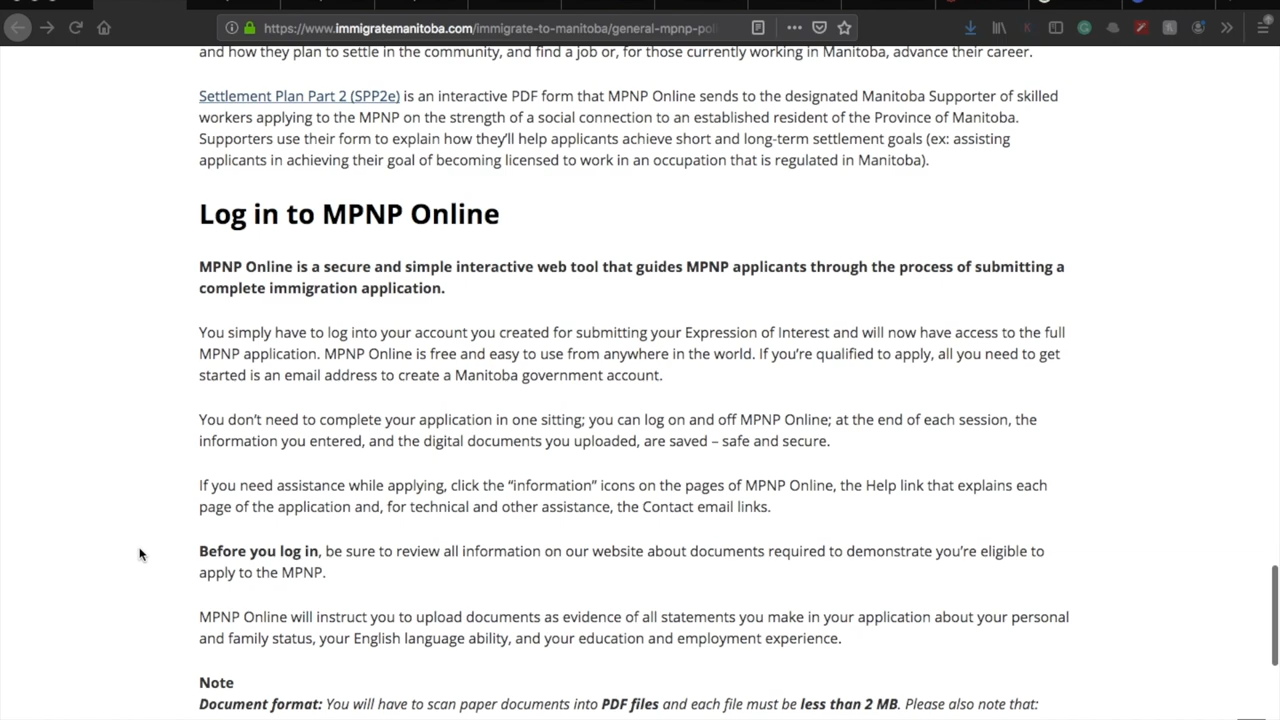 https://www.immigratemanitoba.com/immigrate-to-manitoba/general-mpnp-poli
and how they plan to settle in the community, and find a job or, for those currently working in Manitoba, advance their career.
Settlement Plan Part 2 (SPP2e) is an interactive PDF form that MPNP Online sends to the designated Manitoba Supporter of skilled
workers applying to the MPNP on the strength of a social connection to an established resident of the Province of Manitoba.
Supporters use their form to explain how they’ll help applicants achieve short and long-term settlement goals (ex: assisting
applicants in achieving their goal of becoming licensed to work in an occupation that is regulated in Manitoba).
Log in to MPNP Online
MPNP Online is a secure and simple interactive web tool that guides MPNP applicants through the process of submitting a
complete immigration application.
You simply have to log into your account you created for submitting your Expression of Interest and will now have access to the full
MPNP application. MPNP Online is free and easy to use from anywhere in the world. If you’re qualified to apply, all you need to get
started is an email address to create a Manitoba government account.
You don’t need to complete your application in one sitting; you can log on and off MPNP Online; at the end of each session, the
information you entered, and the digital documents you uploaded, are saved – safe and secure.
If you need assistance while applying, click the “information” icons on the pages of MPNP Online, the Help link that explains each
page of the application and, for technical and other assistance, the Contact email links.
Before you log in, be sure to review all information on our website about documents required to demonstrate you’re eligible to
apply to the MPNP.
MPNP Online will instruct you to upload documents as evidence of all statements you make in your application about your personal
and family status, your English language ability, and your education and employment experience.
Note
Document format: You will have to scan paper documents into PDF files and each file must be less than 2 MB. Please also note that: